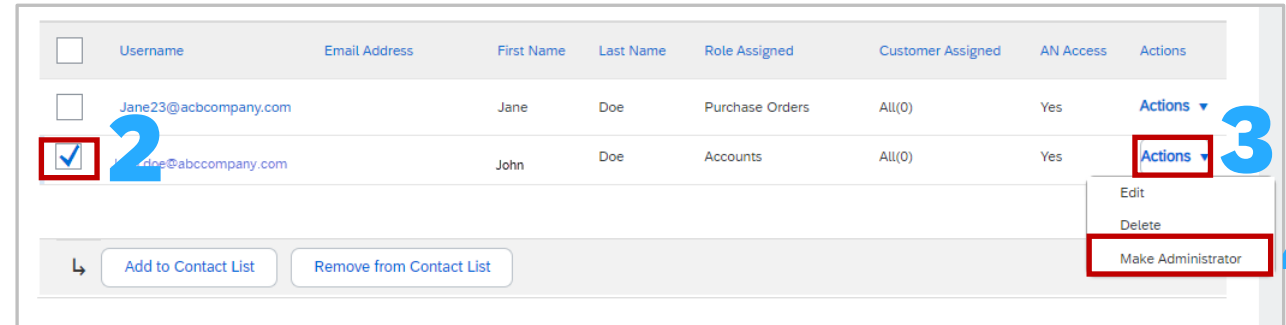 Username Email Address First Name Last Name Role Assigned Customer Assigned AN Access Actions
Jane23@acbcompany.com Jane Doe Purchase Orders All(0) Yes Actions
2 3
doe@abccompany.com John Doe Accounts All(0) Yes Actions
Edit
Delete
Add to Contact List Remove from Contact List Make Administrator